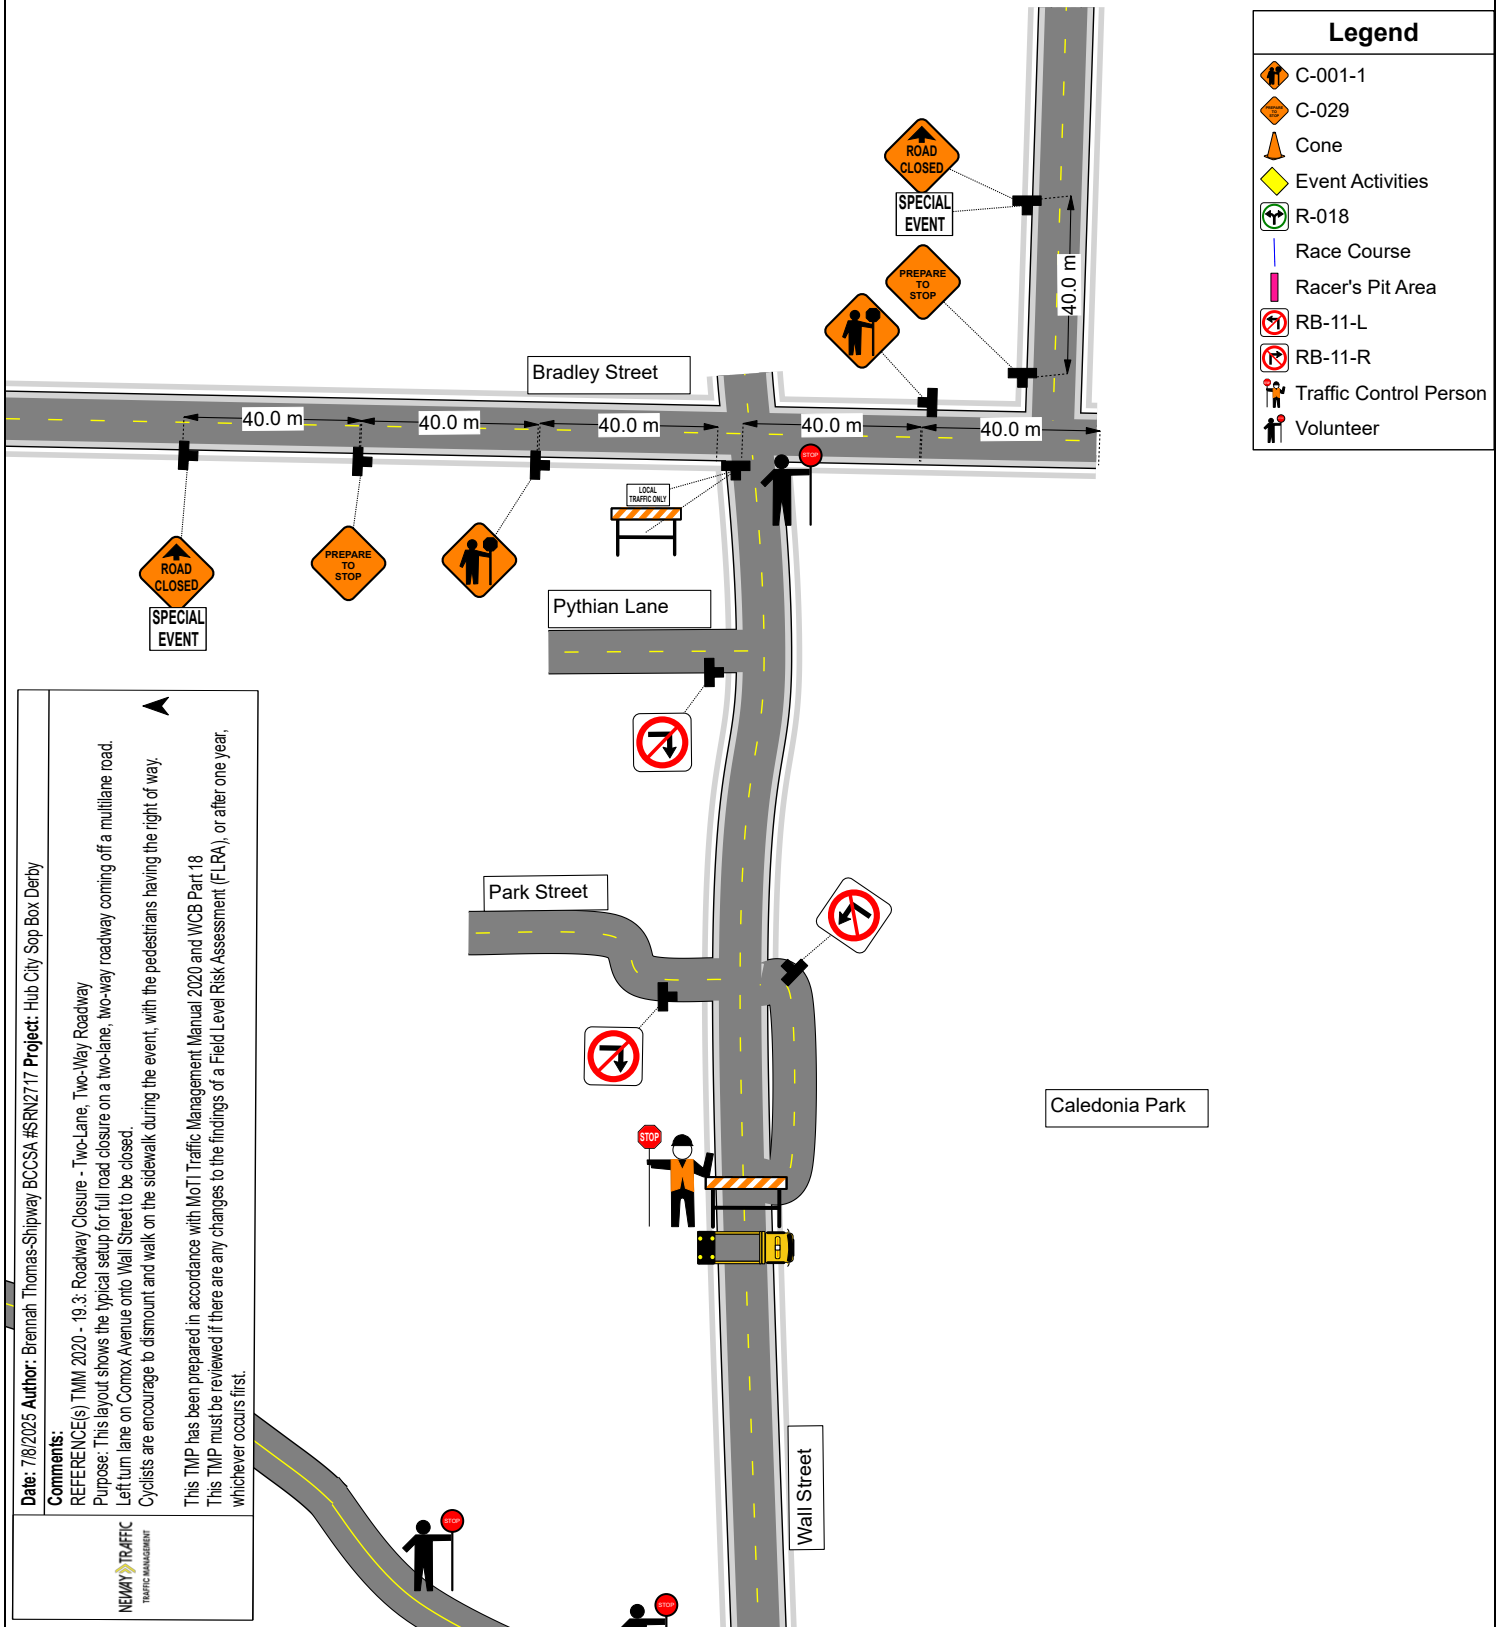 Legend
C-001-1
C-029
PREPARE
TO
STOP
Cone
Event Activities
R-018
Race Course
Racer's Pit Area
RB-11-L
RB-11-R
Traffic Control Person
Volunteer
ROAD
CLOSED
SPECIAL
EVENT
PREPARE
TO
STOP
40.0 m
Bradley Street
40.0 m
40.0 m
40.0 m
40.0 m
40.0 m
STOP
LOCAL
TRAFFIC ONLY
ROAD
CLOSED
SPECIAL
EVENT
PREPARE
TO
STOP
Pythian Lane
Park Street
Caledonia Park
STOP
Wall Street
STOP
STOP
Date: 7/8/2025 Author: Brennah Thomas-Shipway BCCSA #SRN2717 Project: Hub City Sop Box Derby
Comments:
REFERENCE(s) TMM 2020 - 19.3: Roadway Closure - Two-Lane, Two-Way Roadway
Purpose: This layout shows the typical setup for full road closure on a two-lane, two-way roadway coming off a multilane road.
Left turn lane on Comox Avenue onto Wall Street to be closed.
Cyclists are encourage to dismount and walk on the sidewalk during the event, with the pedestrians having the right of way.
This TMP has been prepared in accordance with MoTI Traffic Management Manual 2020 and WCB Part 18
This TMP must be reviewed if there are any changes to the findings of a Field Level Risk Assessment (FLRA), or after one year,
whichever occurs first.
NEWAY TRAFFIC
TRAFFIC MANAGEMENT